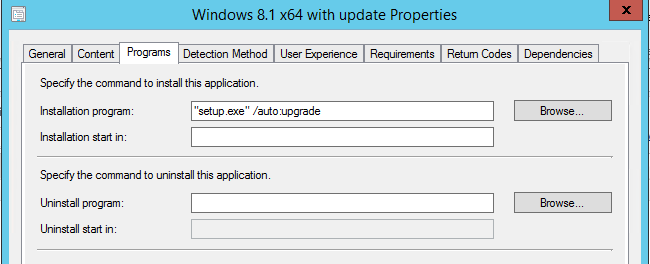 Windows 8.1 x64 with update Properties
x
General Content Programs Detection Method User Experience Requirements Return Codes Dependencies
Specify the command to install this application.
Installation program: "setup.exe" /auto:upgrade Browse...
Installation start in:
Specify the command to uninstall this application.
Uninstall program: Browse...
Uninstall start in: